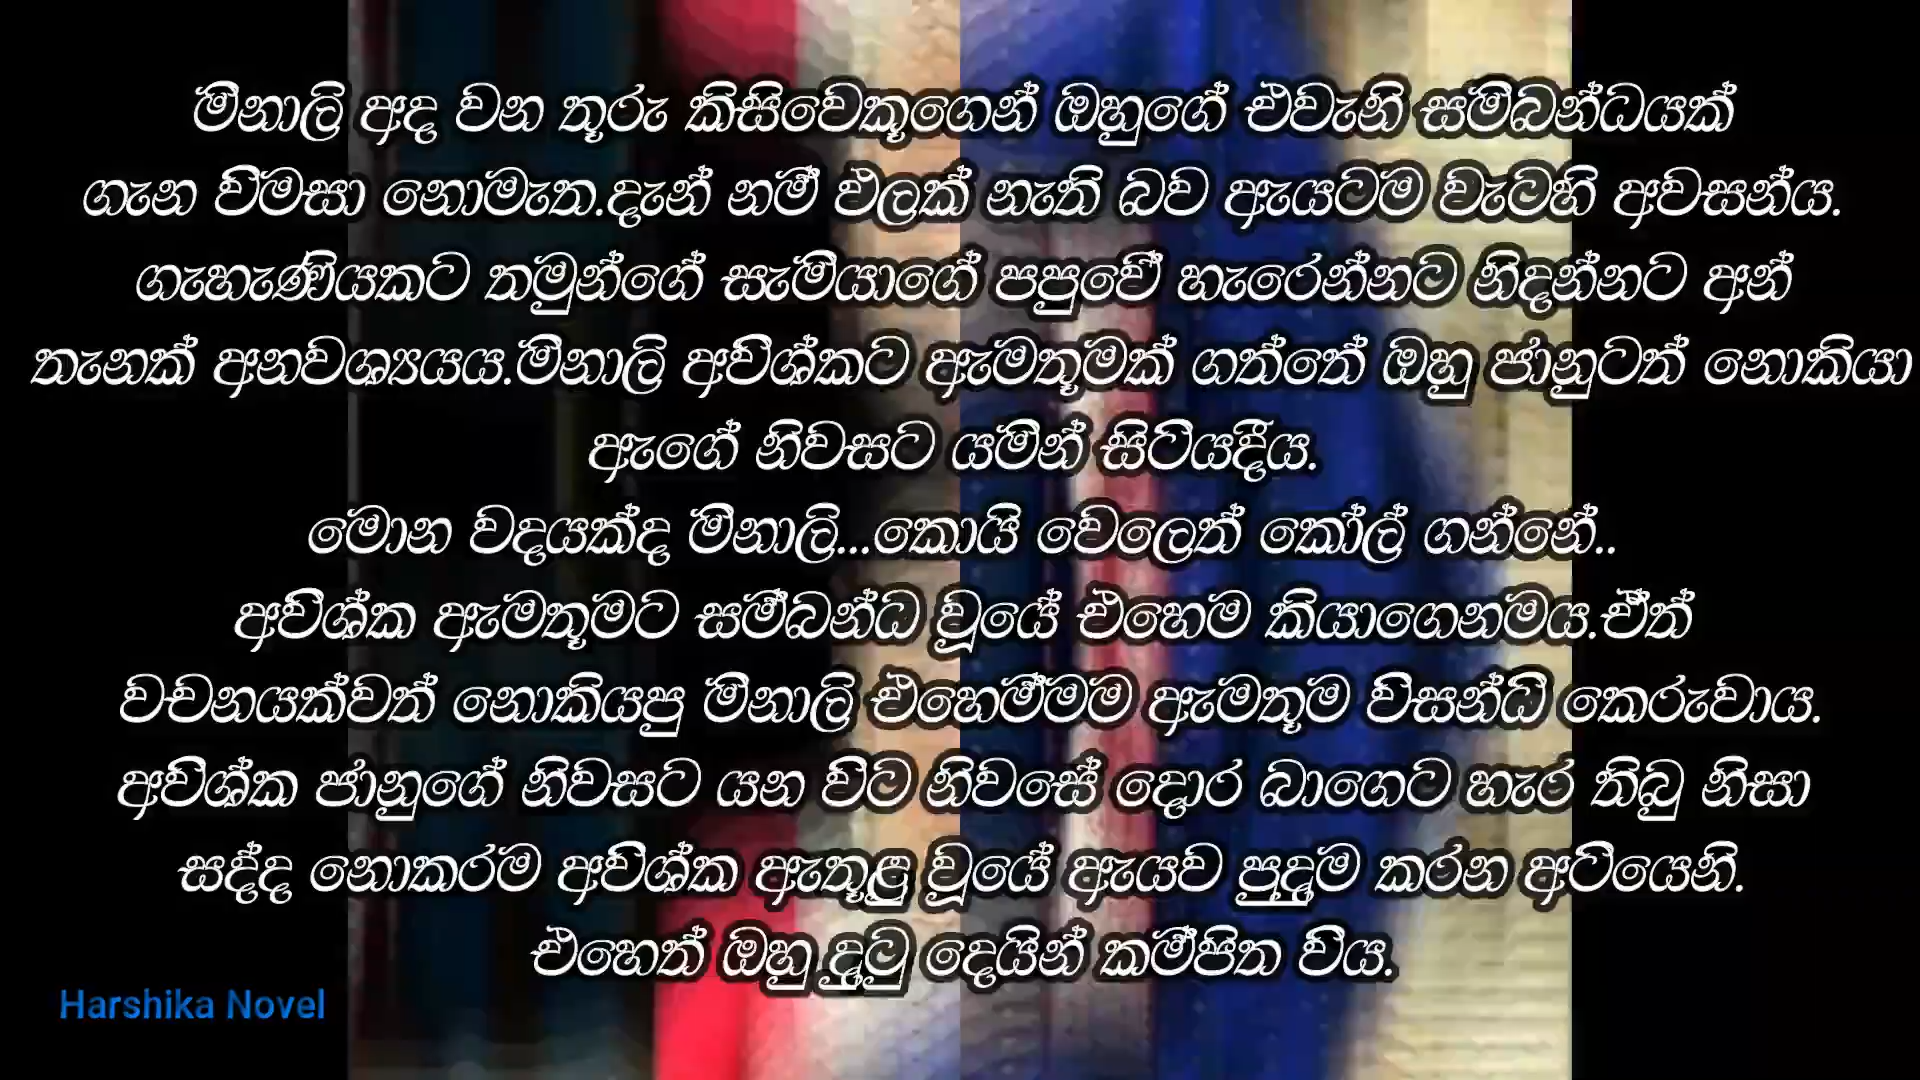 මිනාලි අද වන තූරු කිසිවෙකූගෙන් ඔහුගේ එවැනි සම්බන්ධයක්
ගැන විමසා නොමැත.දැන් නම් ඵලක් නැති බව ඇයටම වැටහි අවසන්ය.
ගැහැණියකට තමුන්ගේ සැමියාගේ පපුවේ හැරෙන්නට නිදන්නට අන්
තැනක් අනවශ්‍යයය.මිනාලි අවිශ්කට ඇමතූමක් ගත්තේ ඔහු ජානුටත් නොකියා
ඇගේ නිවසට යමින් සිටියදීය.
මොන වදයක්ද මිනාලි...කොයි වෙලෙත් කෝල් ගන්නේ..
අවිශ්ක ඇමතූමට සම්බන්ධ වූයේ එහෙම කියාගෙනමය.ඒත්
වචනයක්වත් නොකියපු මිනාලි එහෙම්මම ඇමතූම විසන්ධි කෙරුවාය.
අවිශ්ක ජානුගේ නිවසට යන විට නිවසේ දොර බාගෙට හැර තිබු නිසා
සද්ද නොකරම අවිශ්ක ඇතූළු වූයේ ඇයව පුදුම කරන අටියෙනි.
එහෙත් ඔහු දුටු දෙයින් කම්පිත විය.
Harshika Novel